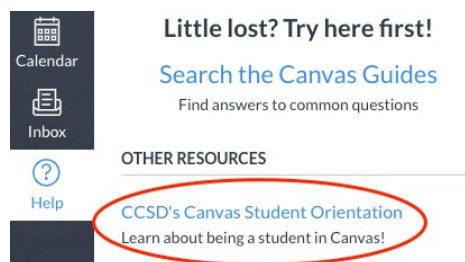 Calendar
Inbox
Help
Little lost? Try here first!
Search the Canvas Guides
Find answers to common questions
OTHER RESOURCES
CCSD's Canvas Student Orientation
Learn about being a student in Canvas!